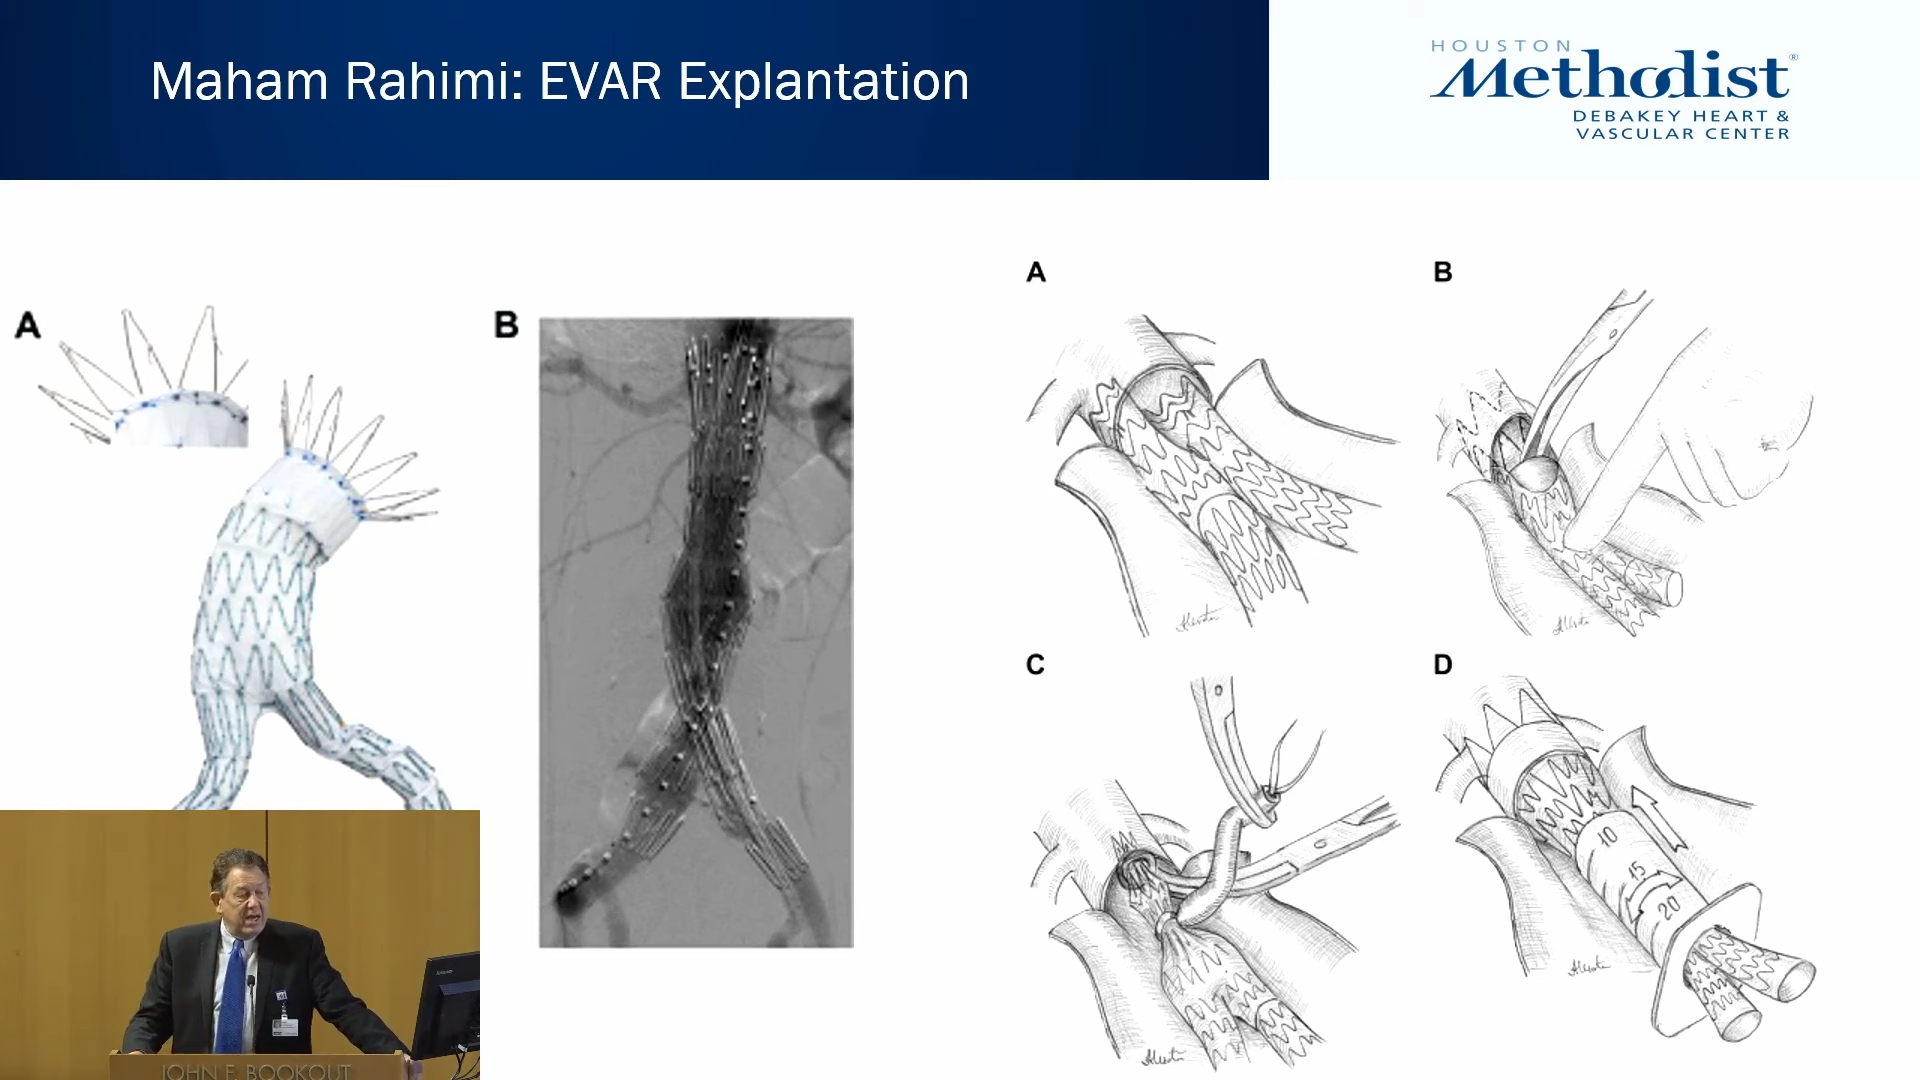 Maham Rahimi: EVAR Explantation
HOUSTON
Methodist®
DEBAKEY HEART &
VASCULAR CENTER
A
B
A
B
C
D
10
15
20
JOHN F. BOOKOUT